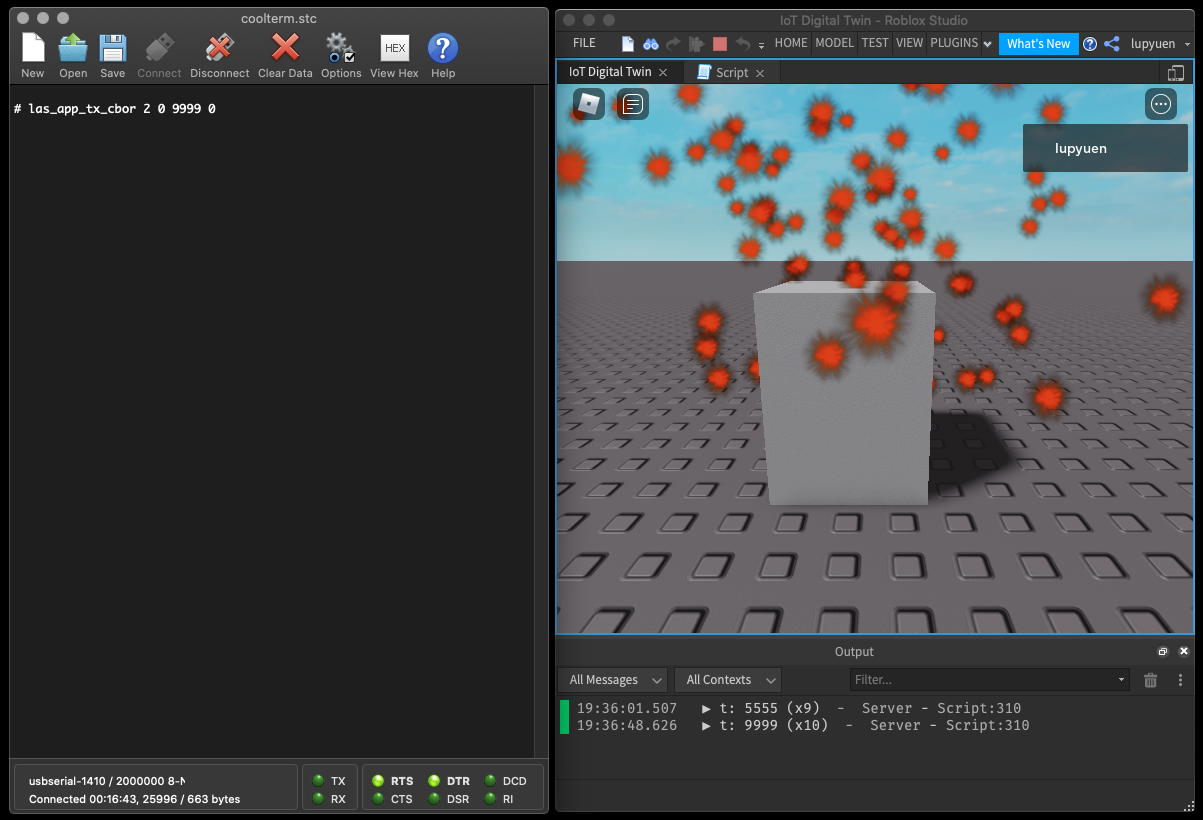 coolterm.stc
New Open Save Connect Disconnect Clear Data Options HEX View Hex ? Help
# las_app_tx_cbor 2 0 9999 0
usbserial-1410 / 2000000 8-N
Connected 00:16:43, 25996 / 663 bytes
TX RTS DTR DCD
RX CTS DSR RI
IoT Digital Twin - Roblox Studio
FILE HOME MODEL TEST VIEW PLUGINS What's New ? lupyuen
IoT Digital Twin × Script ×
lupyuen
Output
All Messages All Contexts Filter...
19:36:01.507 ▶ t: 5555 (x9) - Server - Script:310
19:36:48.626 ▶ t: 9999 (x10) - Server - Script:310